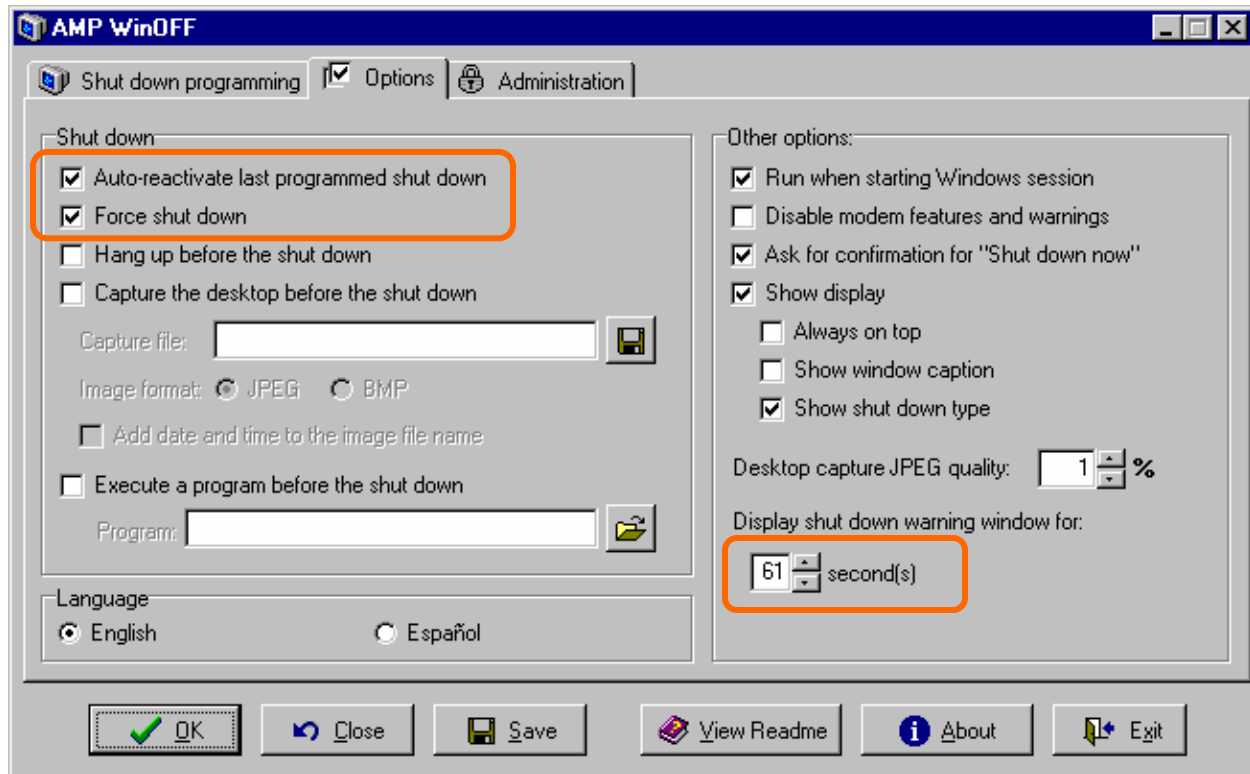 AMP WinOFF
Shut down programming
Options
Administration
Shut down
Auto-reactivate last programmed shut down
Force shut down
Hang up before the shut down
Capture the desktop before the shut down
Capture file:
Image format: JPEG BMP
Add date and time to the image file name
Execute a program before the shut down
Program:
Language
English Español
Other options:
Run when starting Windows session
Disable modem features and warnings
Ask for confirmation for "Shut down now"
Show display
Always on top
Show window caption
Show shut down type
Desktop capture JPEG quality: 1 %
Display shut down warning window for:
61 second(s)
OK Close Save View Readme About Exit